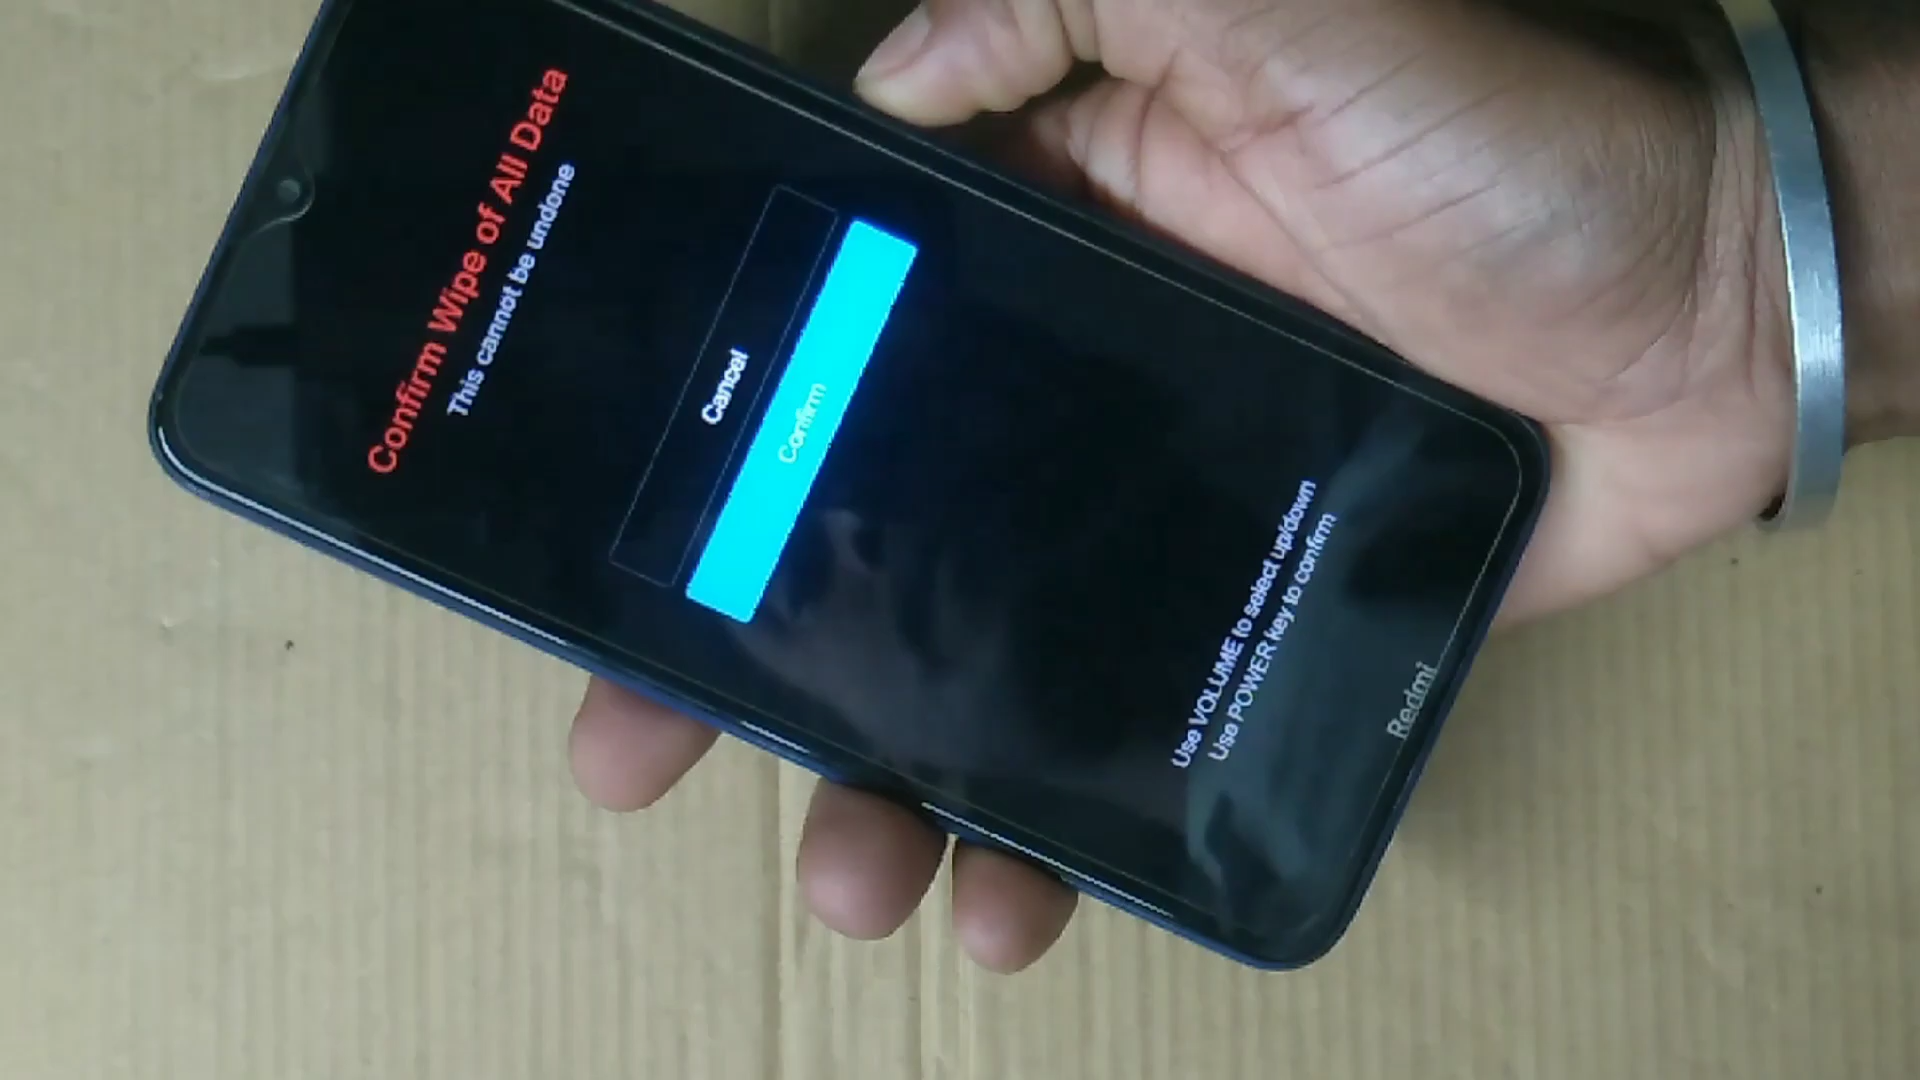 Confirm Wipe of All Data
This cannot be undone
Cancel
Confirm
Use VOLUME to select up/down
Use POWER key to confirm
Redmi